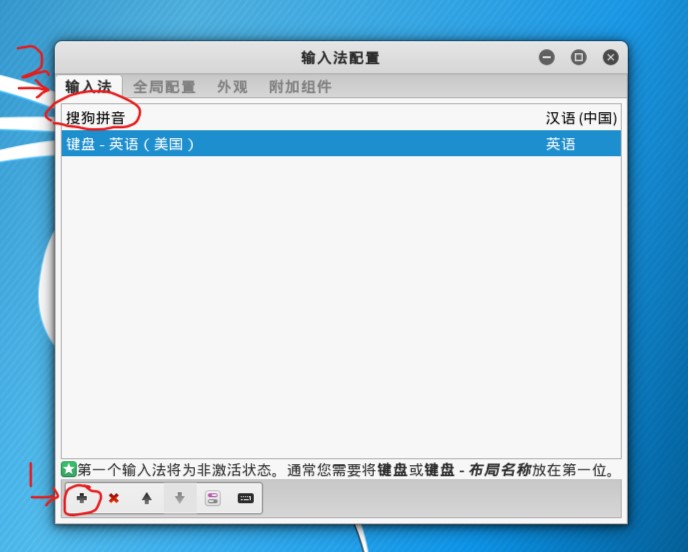 输入法配置
2
输入法 全局配置 外观 附加组件
搜狗拼音 汉语 (中国)
键盘 - 英语（美国） 英语
第一个输入法将为非激活状态。通常您需要将键盘或键盘 - 布局名称放在第一位。
1